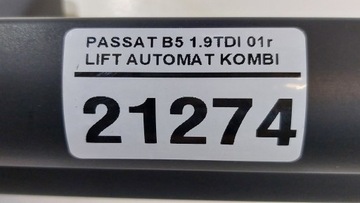 PASSAT B5 1.9TDI 01r
LIFT AUTOMAT KOMBI
21274